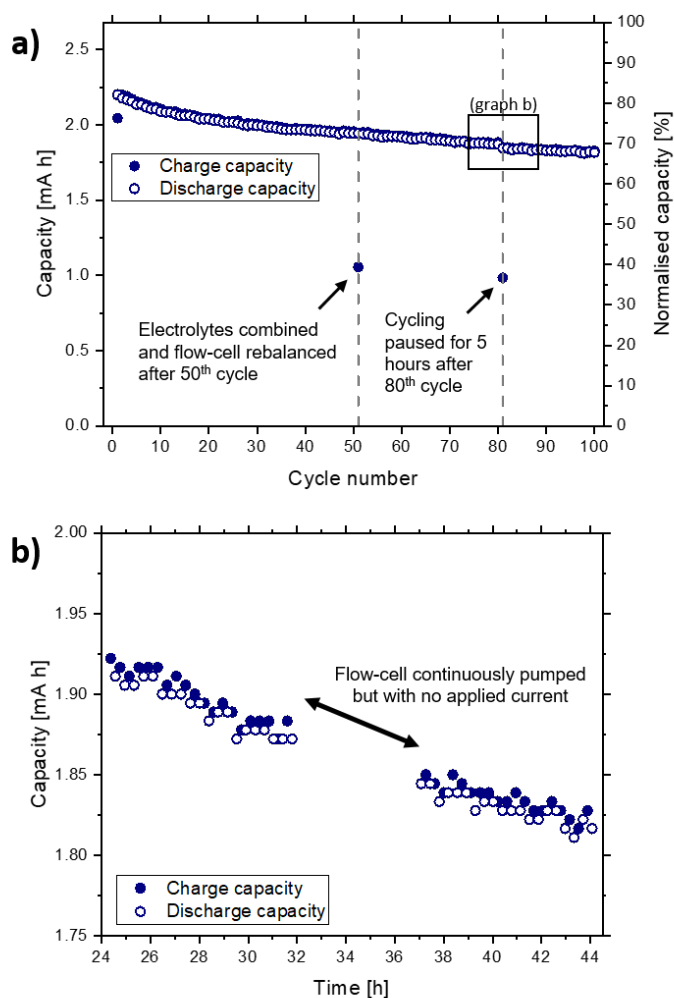 a)
2.5
2.0
1.5
1.0
0.5
0.0
Capacity [mA h]
100
90
80
70
60
50
40
30
20
10
0
Normalised capacity [%]
(graph b)
Charge capacity
Discharge capacity
Electrolytes combined
and flow-cell rebalanced
after 50th cycle
Cycling
paused for 5
hours after
80th cycle
0 10 20 30 40 50 60 70 80 90 100
Cycle number
b)
2.00
1.95
1.90
1.85
1.80
1.75
Capacity [mA h]
Flow-cell continuously pumped
but with no applied current
Charge capacity
Discharge capacity
24 26 28 30 32 34 36 38 40 42 44
Time [h]